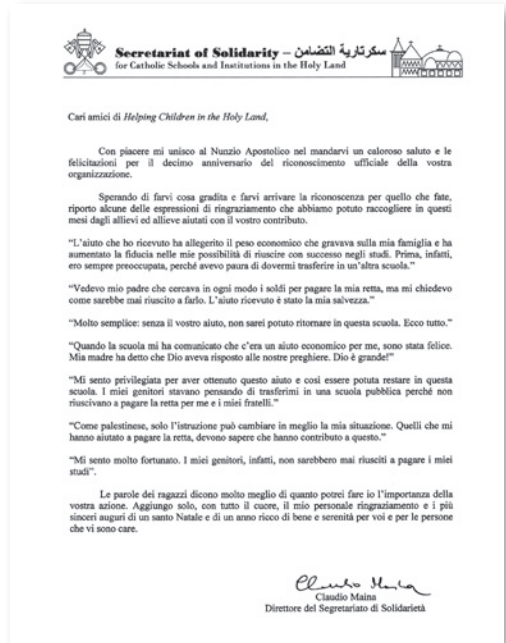 Secretariat of Solidarity – سكرتارية التضامن
for Catholic Schools and Institutions in the Holy Land
Cari amici di Helping Children in the Holy Land,
Con piacere mi unisco al Nunzio Apostolico nel mandarvi un caloroso saluto e le
felicitazioni per il decimo anniversario del riconoscimento ufficiale della vostra
organizzazione.
Sperando di farvi cosa gradita e farvi arrivare la riconoscenza per quello che fate,
riporto alcune delle espressioni di ringraziamento che abbiamo potuto raccogliere in questi
mesi dagli allievi ed allieve aiutati con il vostro contributo.
“L’aiuto che ho ricevuto ha allegerito il peso economico che gravava sulla mia famiglia e ha
aumentato la fiducia nelle mie possibilità di riuscire con successo negli studi. Prima, infatti,
ero sempre preoccupata, perché avevo paura di dovermi trasferire in un’altra scuola.”
“Vedevo mio padre che cercava in ogni modo i soldi per pagare la mia retta, ma mi chiedevo
come sarebbe mai riuscito a farlo. L’aiuto ricevuto è stato la mia salvezza.”
“Molto semplice: senza il vostro aiuto, non sarei potuto ritornare in questa scuola. Ecco tutto.”
“Quando la scuola mi ha comunicato che c’era un aiuto economico per me, sono stata felice.
Mia madre ha detto che Dio aveva risposto alle nostre preghiere. Dio è grande!”
“Mi sento privilegiata per aver ottenuto questo aiuto e così essere potuta restare in questa
scuola. I miei genitori stavano pensando di trasferimi in una scuola pubblica perché non
riuscivano a pagare la retta per me e i miei fratelli.”
“Come palestinese, solo l’istruzione può cambiare in meglio la mia situazione. Quelli che mi
hanno aiutato a pagare la retta, devono sapere che hanno contributo a questo.”
“Mi sento molto fortunato. I miei genitori, infatti, non sarebbero mai riusciti a pagare i miei
studi”.
Le parole dei ragazzi dicono molto meglio di quanto potrei fare io l’importanza della
vostra azione. Aggiungo solo, con tutto il cuore, il mio personale ringraziamento e i più
sinceri auguri di un santo Natale e di un anno ricco di bene e serenità per voi e per le persone
che vi sono care.
Claudio Maina
Claudio Maina
Direttore del Segretariato di Solidarietà